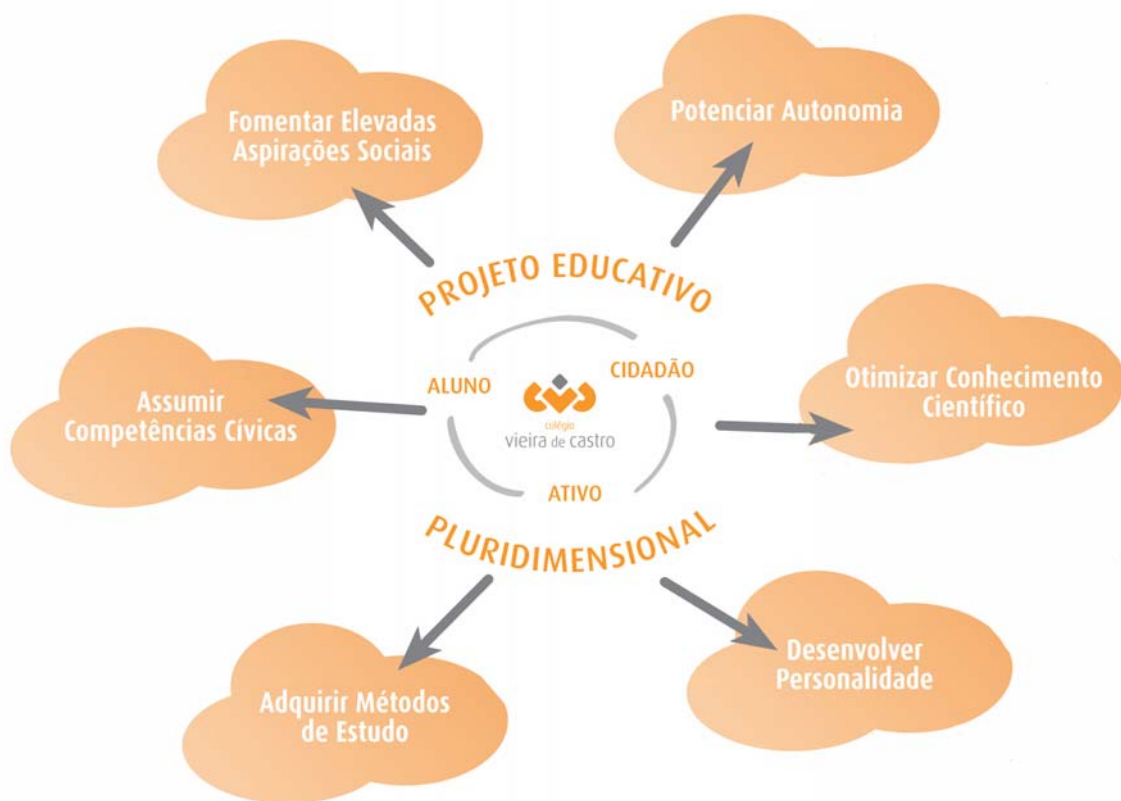 Fomentar Elevadas
Aspirações Sociais
Potenciar Autonomia
PROJETO EDUCATIVO
ALUNO
CIDADÃO
colégio
vieira de castro
ATIVO
PLURIDIMENSIONAL
Assumir
Competências Cívicas
Otimizar Conhecimento
Científico
Adquirir Métodos
de Estudo
Desenvolver
Personalidade